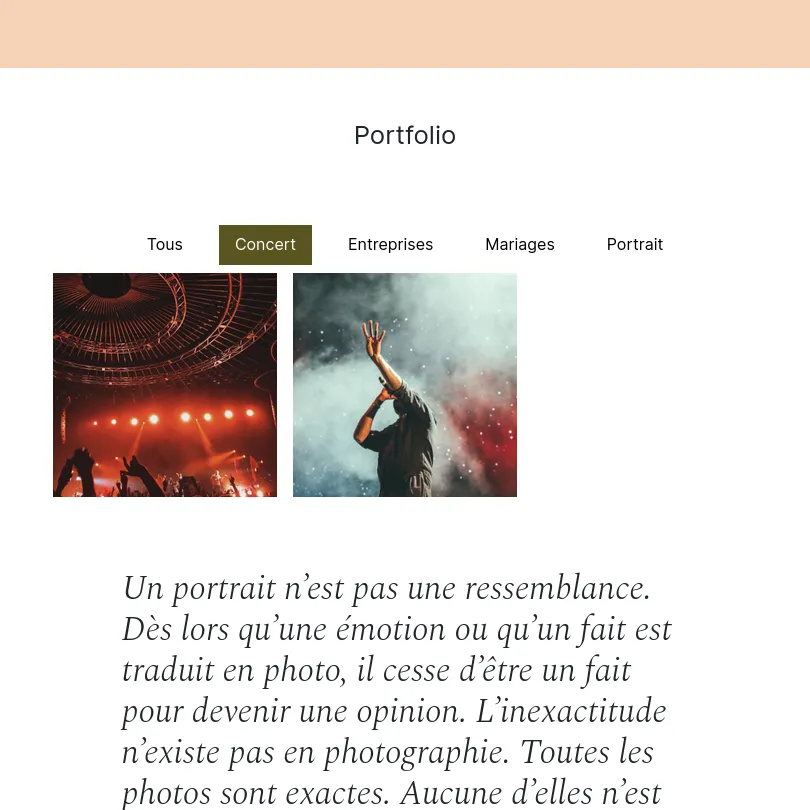 Portfolio
Tous Concert Entreprises Mariages Portrait
Un portrait n’est pas une ressemblance.
Dès lors qu’une émotion ou qu’un fait est
traduit en photo, il cesse d’être un fait
pour devenir une opinion. L’inexactitude
n’existe pas en photographie. Toutes les
photos sont exactes. Aucune d’elles n’est